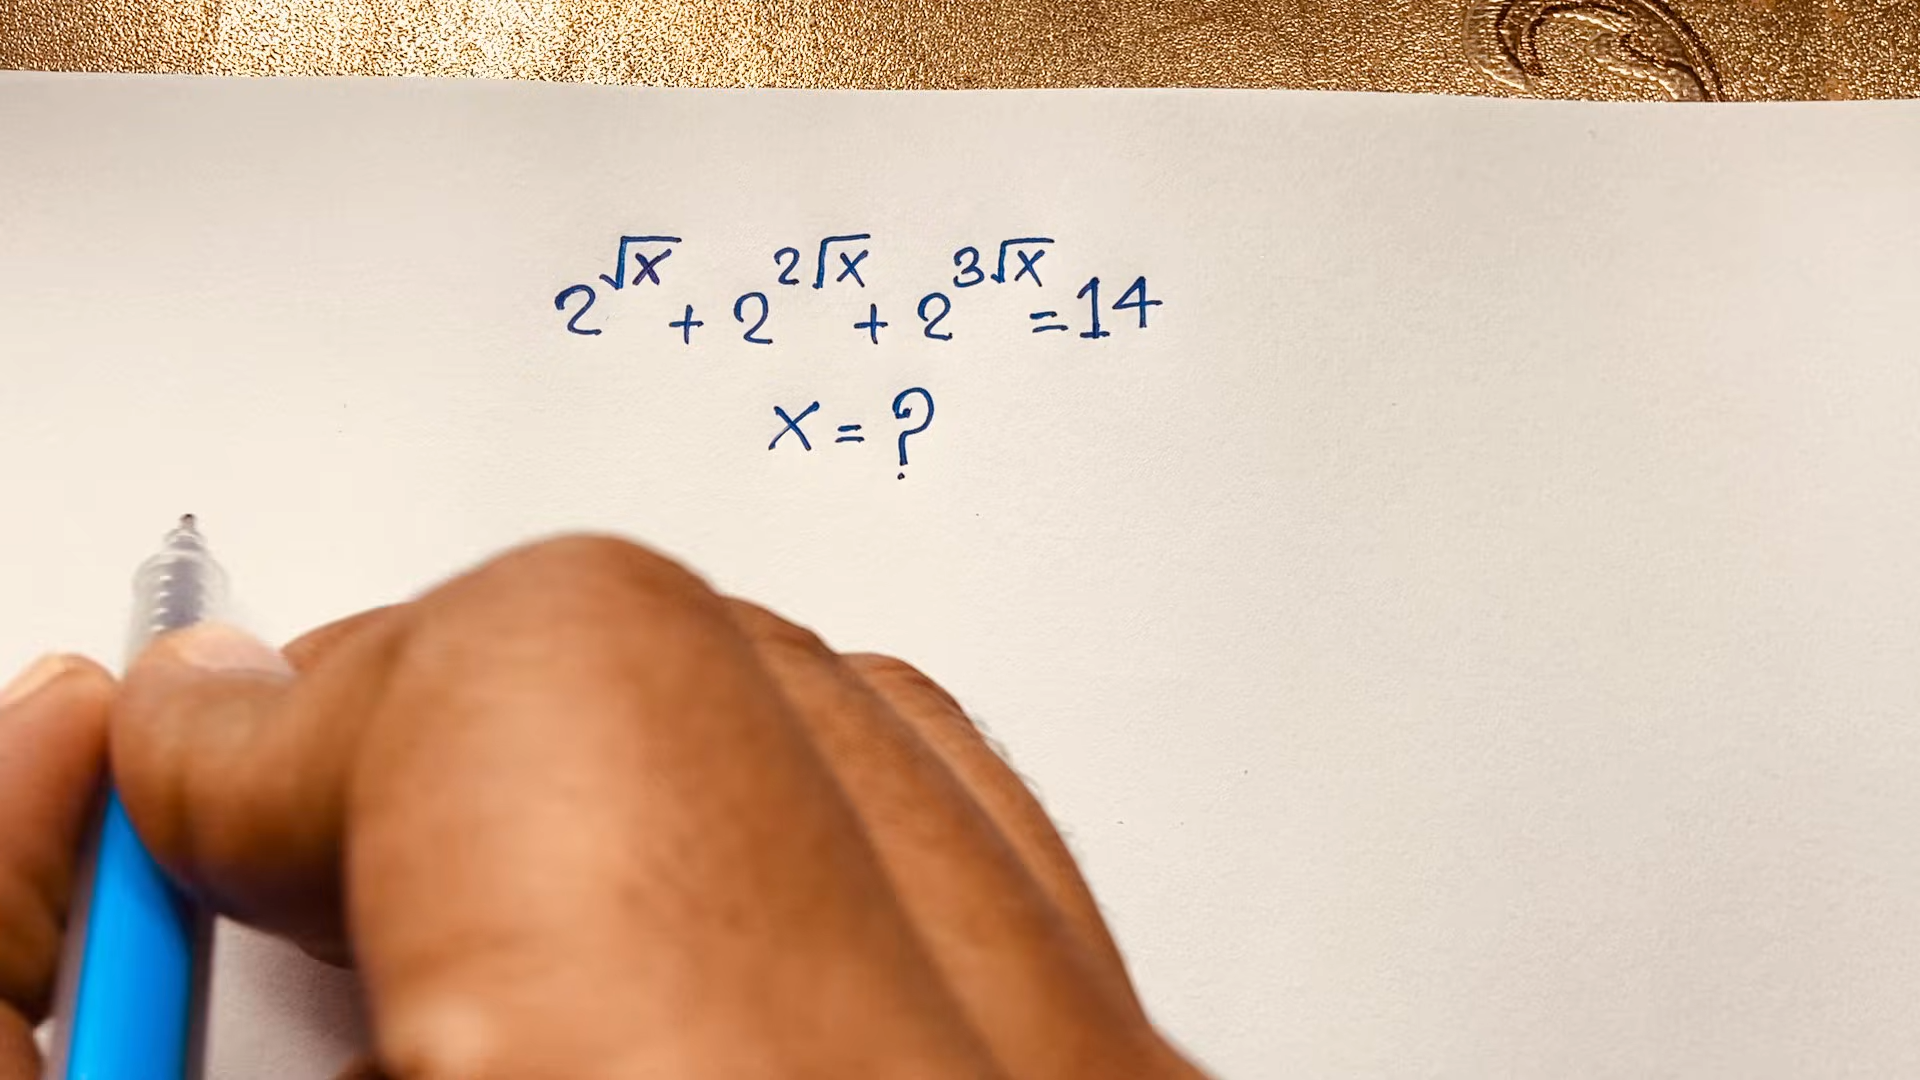 2^√x + 2^2√x + 2^3√x = 14
x = ?